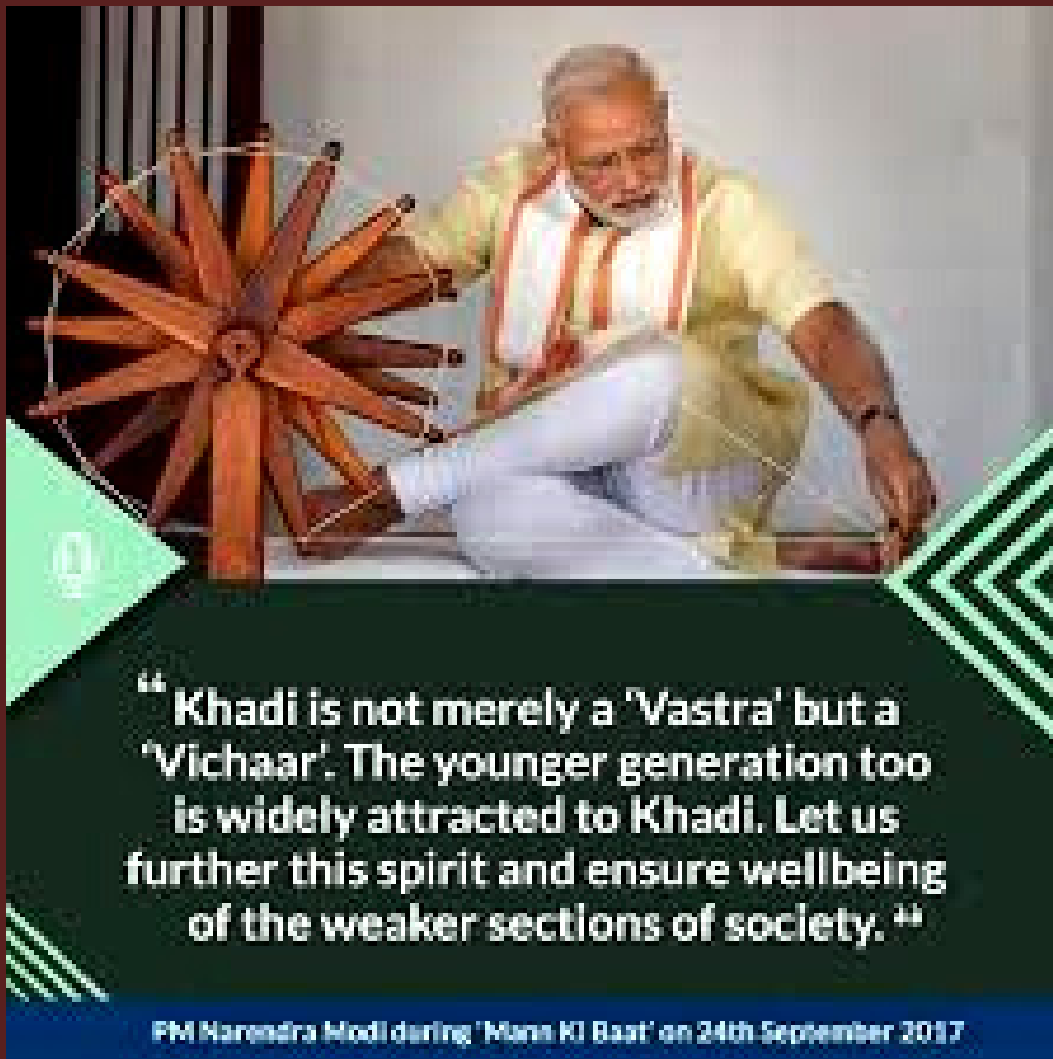 “Khadi is not merely a ‘Vastra’ but a
‘Vichaar’. The younger generation too
is widely attracted to Khadi. Let us
further this spirit and ensure wellbeing
of the weaker sections of society.”
PM Narendra Modi during ‘Mann Ki Baat’ on 24th September 2017